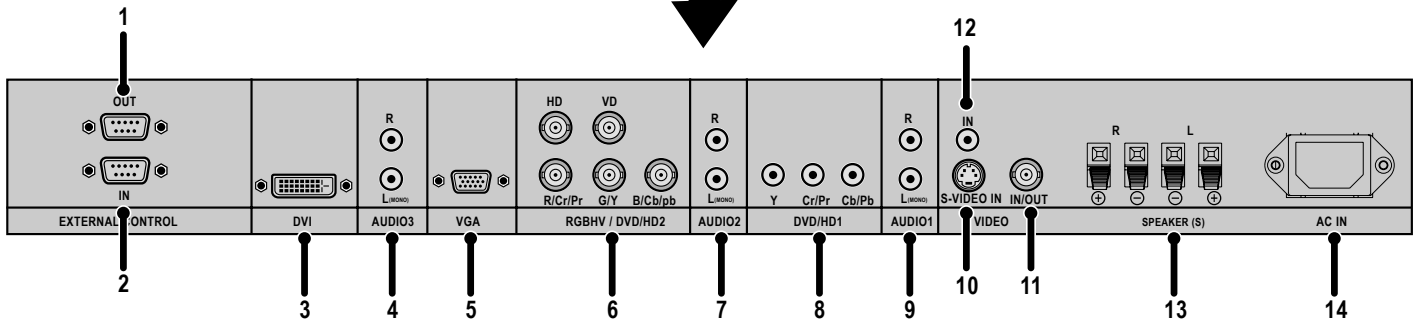 1
12
OUT
IN
EXTERNAL CONTROL
2
DVI
3
R
L(MONO)
AUDIO3
4
VGA
5
HD VD
R/Cr/Pr G/Y B/Cb/pb
RGBHV / DVD/HD2
6
R
L(MONO)
AUDIO2
7
Y Cr/Pr Cb/Pb
DVD/HD1
8
R
L(MONO)
AUDIO1
9
IN
S-VIDEO IN IN/OUT
VIDEO
10 11
R L
+ − − +
SPEAKER (S)
13
AC IN
14